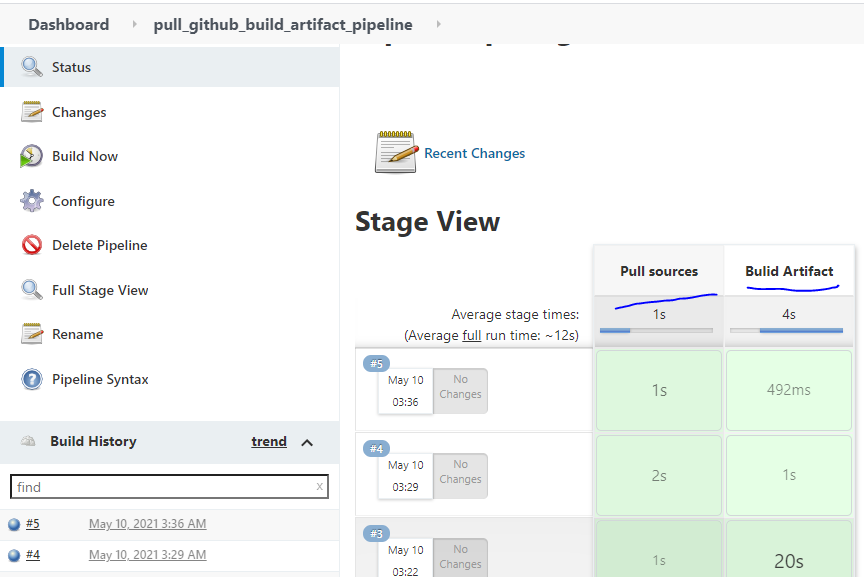 Dashboard pull_github_build_artifact_pipeline
Status
Changes
Build Now
Configure
Delete Pipeline
Full Stage View
Rename
Pipeline Syntax
Build History trend
find x
#5 May 10, 2021 3:36 AM
#4 May 10, 2021 3:29 AM
Recent Changes
Stage View
Pull sources Bulid Artifact
Average stage times: 1s 4s
(Average full run time: ~12s)
#5
May 10 No
03:36 Changes
1s 492ms
#4
May 10 No
03:29 Changes
2s 1s
#3
May 10 No
03:22 Changes
1s 20s